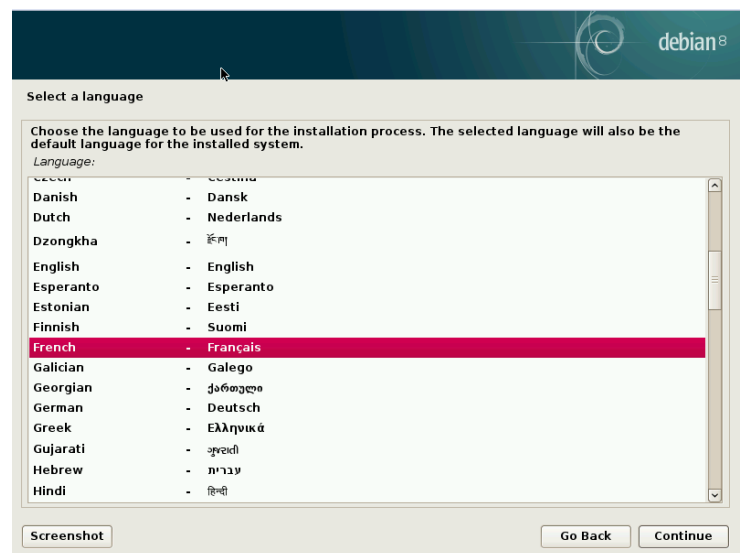 debian 8
Select a language
Choose the language to be used for the installation process. The selected language will also be the
default language for the installed system.
Language:
Danish - Dansk
Dutch - Nederlands
Dzongkha - རྫོང་ཁ།
English - English
Esperanto - Esperanto
Estonian - Eesti
Finnish - Suomi
French - Français
Galician - Galego
Georgian - ქართული
German - Deutsch
Greek - Ελληνικά
Gujarati - ગુજરાતી
Hebrew - עברית
Hindi - हिन्दी
Screenshot Go Back Continue